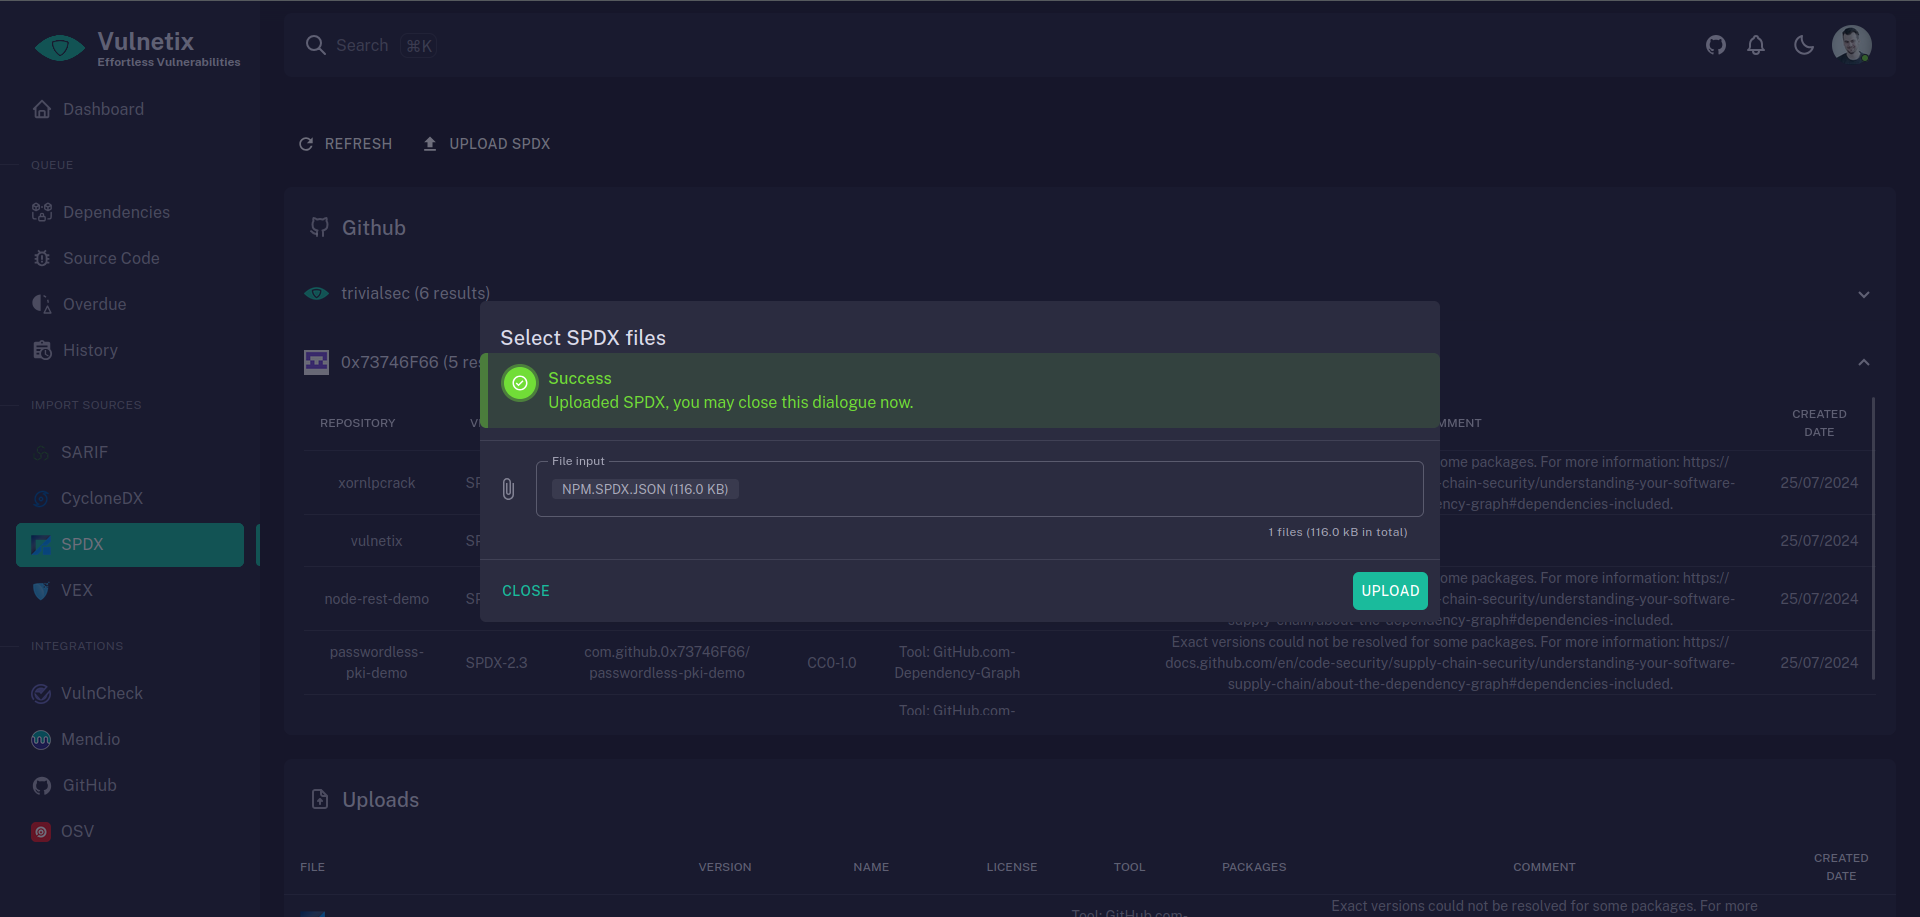 Vulnetix
Effortless Vulnerabilities
Dashboard
QUEUE
Dependencies
Source Code
Overdue
History
IMPORT SOURCES
SARIF
CycloneDX
SPDX
VEX
INTEGRATIONS
VulnCheck
Mend.io
GitHub
OSV
Search ⌘K
REFRESH
UPLOAD SPDX
Github
trivialsec (6 results)
0x73746F66 (5 res
REPOSITORY
MMENT
CREATED
DATE
xornlpcrack
SP
ome packages. For more information: https://
-chain-security/understanding-your-software-
ncy-graph#dependencies-included.
25/07/2024
vulnetix
SP
25/07/2024
node-rest-demo
SP
ome packages. For more information: https://
-chain-security/understanding-your-software-
supply-chain/about-the-dependency-graph#dependencies-included.
25/07/2024
passwordless-
pki-demo
SPDX-2.3
com.github.0x73746F66/
passwordless-pki-demo
CC0-1.0
Tool: GitHub.com-
Dependency-Graph
Exact versions could not be resolved for some packages. For more information: https://
docs.github.com/en/code-security/supply-chain-security/understanding-your-software-
supply-chain/about-the-dependency-graph#dependencies-included.
25/07/2024
Tool: GitHub.com-
Select SPDX files
Success
Uploaded SPDX, you may close this dialogue now.
File input
NPM.SPDX.JSON (116.0 KB)
1 files (116.0 kB in total)
CLOSE
UPLOAD
Uploads
FILE
VERSION
NAME
LICENSE
TOOL
PACKAGES
COMMENT
CREATED
DATE
Tool: GitHub.com-
Exact versions could not be resolved for some packages. For more